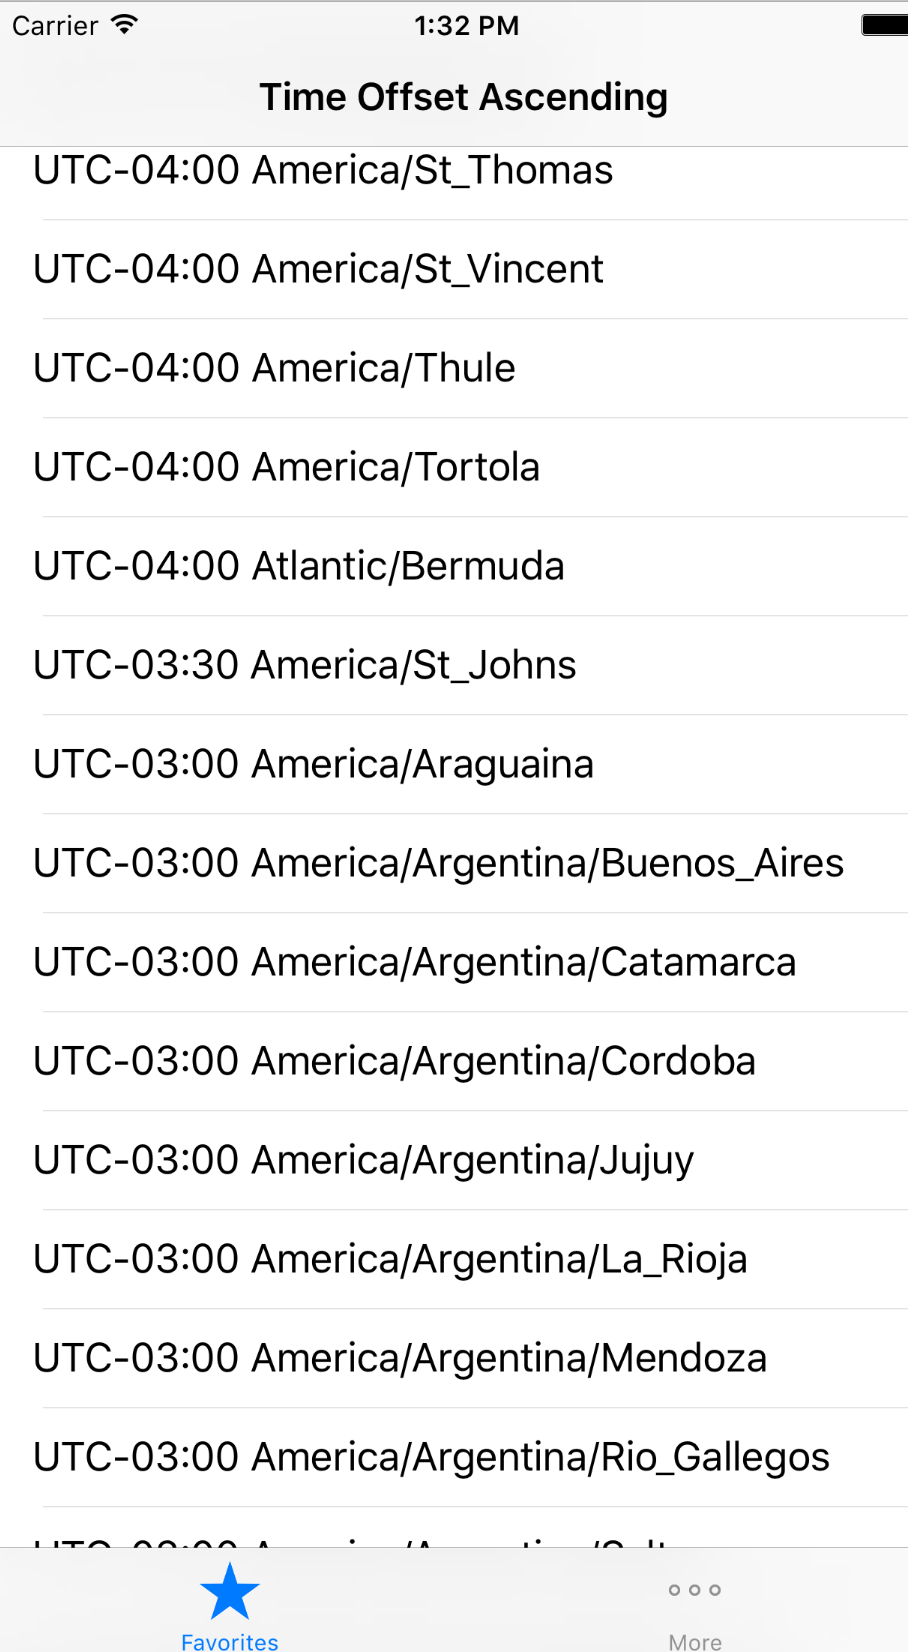 Carrier 1:32 PM
Time Offset Ascending
UTC-04:00 America/St_Thomas
UTC-04:00 America/St_Vincent
UTC-04:00 America/Thule
UTC-04:00 America/Tortola
UTC-04:00 Atlantic/Bermuda
UTC-03:30 America/St_Johns
UTC-03:00 America/Araguaina
UTC-03:00 America/Argentina/Buenos_Aires
UTC-03:00 America/Argentina/Catamarca
UTC-03:00 America/Argentina/Cordoba
UTC-03:00 America/Argentina/Jujuy
UTC-03:00 America/Argentina/La_Rioja
UTC-03:00 America/Argentina/Mendoza
UTC-03:00 America/Argentina/Rio_Gallegos
Favorites More